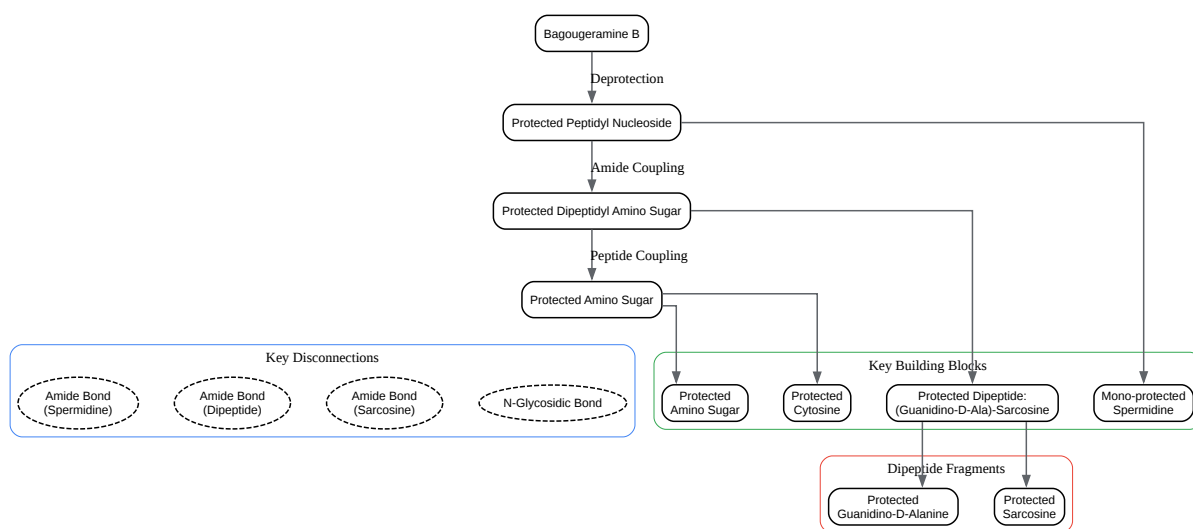 Bagougeramine B
Deprotection
Protected Peptidyl Nucleoside
Amide Coupling
Protected Dipeptidyl Amino Sugar
Peptide Coupling
Protected Amino Sugar
Key Disconnections
Amide Bond
(Spermidine)
Amide Bond
(Dipeptide)
Amide Bond
(Sarcosine)
N-Glycosidic Bond
Key Building Blocks
Protected
Amino Sugar
Protected
Cytosine
Protected Dipeptide:
(Guanidino-D-Ala)-Sarcosine
Mono-protected
Spermidine
Dipeptide Fragments
Protected
Guanidino-D-Alanine
Protected
Sarcosine